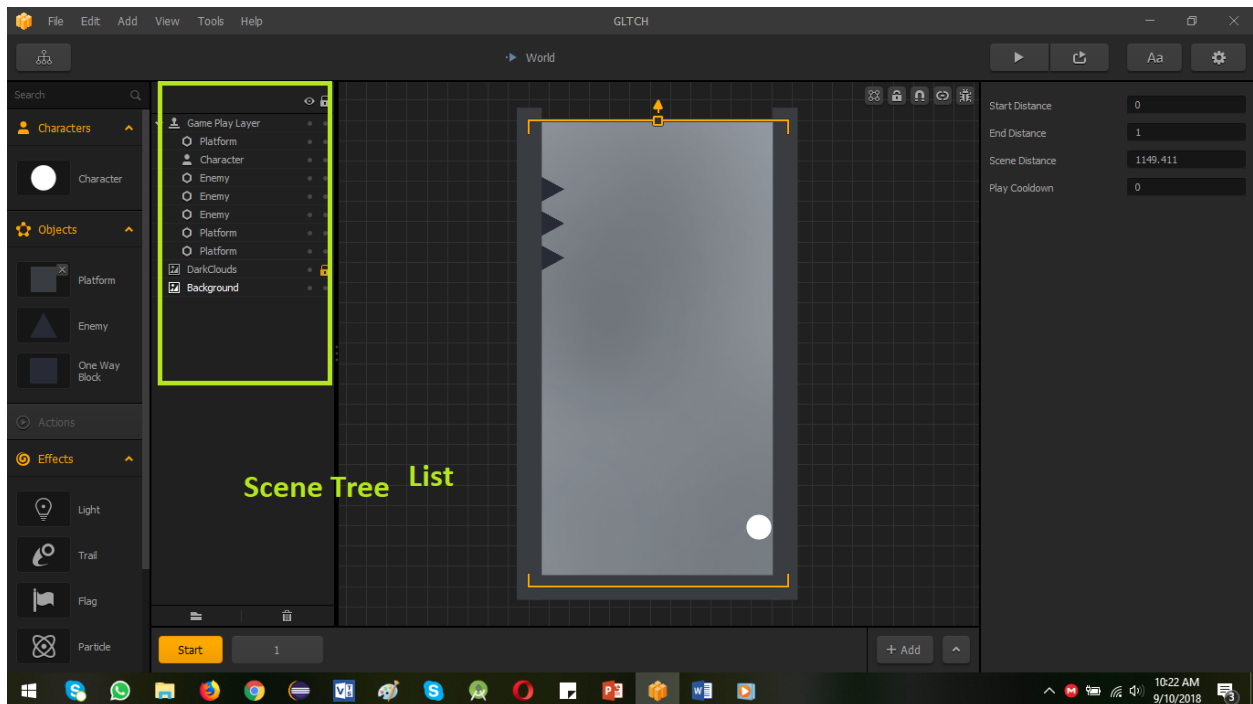 File Edit Add View Tools Help
GLTCH
World
Aa
Search
Characters
Character
Objects
Platform
Enemy
One Way
Block
Actions
Effects
Light
Trail
Flag
Particle
Game Play Layer
Platform
Character
Enemy
Enemy
Enemy
Platform
Platform
DarkClouds
Background
Scene Tree List
Start Distance 0
End Distance 1
Scene Distance 1149.411
Play Cooldown 0
Start 1
+ Add
10:22 AM
9/10/2018
3